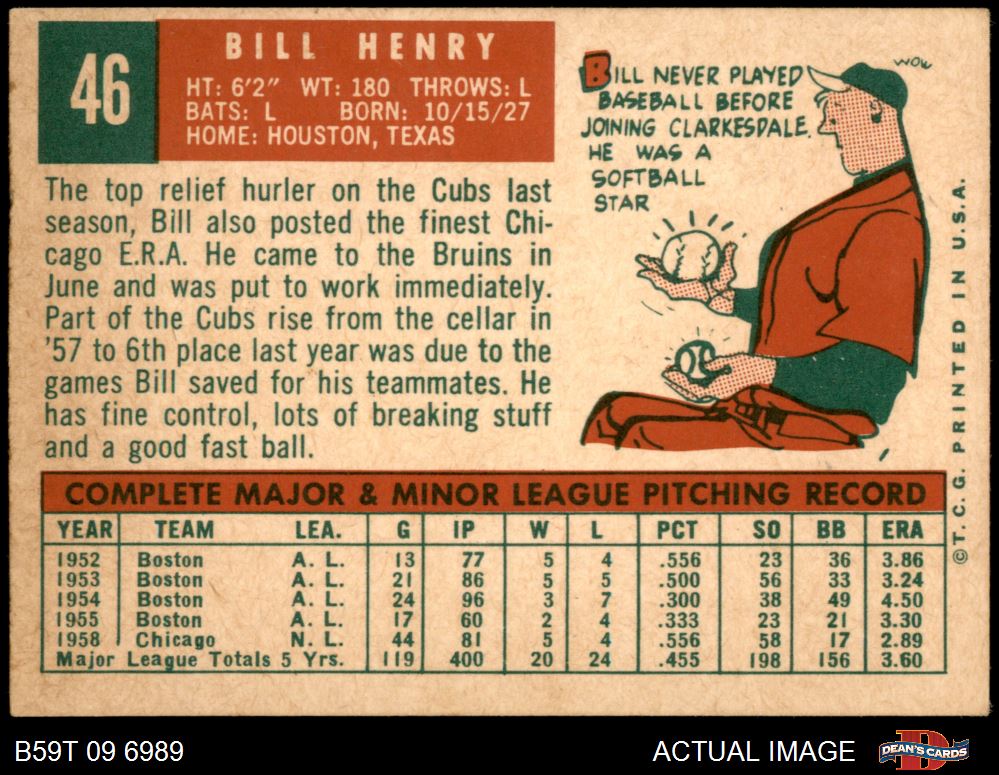 46
BILL HENRY
HT: 6'2" WT: 180 THROWS: L
BATS: L BORN: 10/15/27
HOME: HOUSTON, TEXAS
BILL NEVER PLAYED
BASEBALL BEFORE
JOINING CLARKESDALE.
HE WAS A
SOFTBALL
STAR
WOW
The top relief hurler on the Cubs last
season, Bill also posted the finest Chi-
cago E.R.A. He came to the Bruins in
June and was put to work immediately.
Part of the Cubs rise from the cellar in
'57 to 6th place last year was due to the
games Bill saved for his teammates. He
has fine control, lots of breaking stuff
and a good fast ball.
COMPLETE MAJOR & MINOR LEAGUE PITCHING RECORD
YEAR TEAM LEA. G IP W L PCT SO BB ERA
1952 Boston A. L. 13 77 5 4 .556 23 36 3.86
1953 Boston A. L. 21 86 5 5 .500 56 33 3.24
1954 Boston A. L. 24 96 3 7 .300 38 49 4.50
1955 Boston A. L. 17 60 2 4 .333 23 21 3.30
1958 Chicago N. L. 44 81 5 4 .556 58 17 2.89
Major League Totals 5 Yrs. 119 400 20 24 .455 198 156 3.60
© T. C. G. PRINTED IN U.S.A.
B59T 09 6989
ACTUAL IMAGE
DEAN'S CARDS